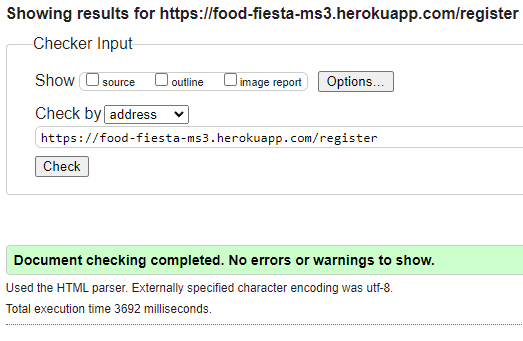 Showing results for https://food-fiesta-ms3.herokuapp.com/register
Checker Input
Show source outline image report Options...
Check by address
https://food-fiesta-ms3.herokuapp.com/register
Check
Document checking completed. No errors or warnings to show.
Used the HTML parser. Externally specified character encoding was utf-8.
Total execution time 3692 milliseconds.